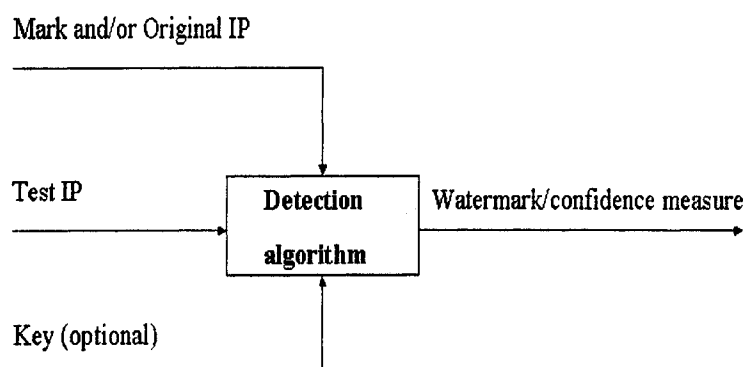 Mark and/or Original IP
Test IP
Detection
algorithm
Watermark/confidence measure
Key (optional)